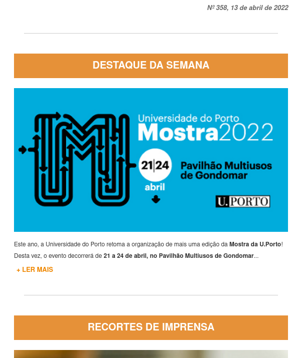 Nº 358, 13 de abril de 2022
DESTAQUE DA SEMANA
Universidade do Porto
Mostra2022
21|24
abril
Pavilhão Multiusos
de Gondomar
U.PORTO
Este ano, a Universidade do Porto retoma a organização de mais uma edição da Mostra da U.Porto!
Desta vez, o evento decorrerá de 21 a 24 de abril, no Pavilhão Multiusos de Gondomar...
+ LER MAIS
RECORTES DE IMPRENSA